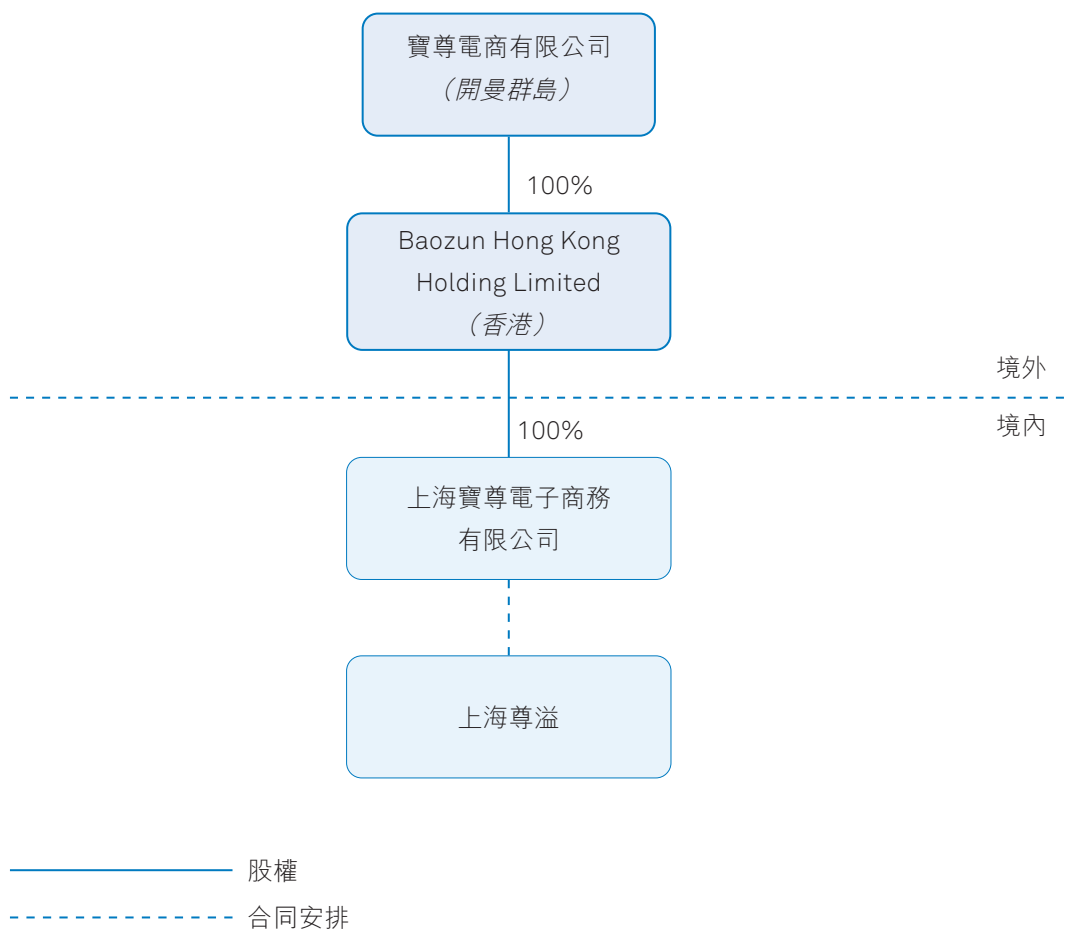 寶尊電商有限公司
（開曼群島）
100%
Baozun Hong Kong
Holding Limited
（香港）
境外
境內
100%
上海寶尊電子商務
有限公司
上海尊溢
股權
合同安排